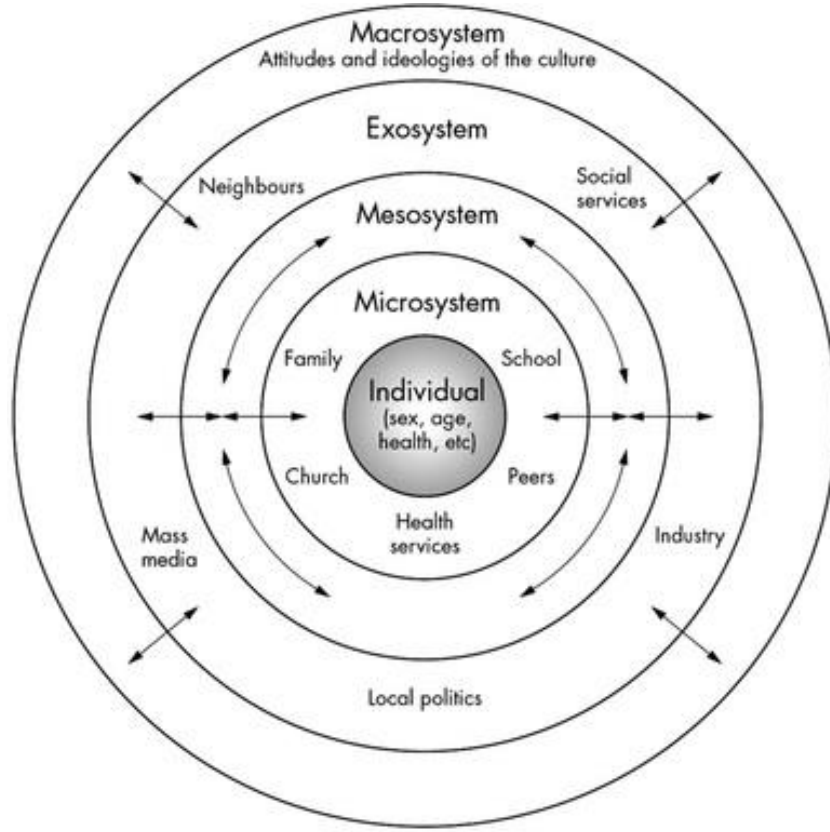 Macrosystem
Attitudes and ideologies of the culture
Exosystem
Neighbours
Social
services
Mesosystem
Microsystem
Family
School
Individual
(sex, age,
health, etc)
Church
Peers
Health
services
Mass
media
Industry
Local politics